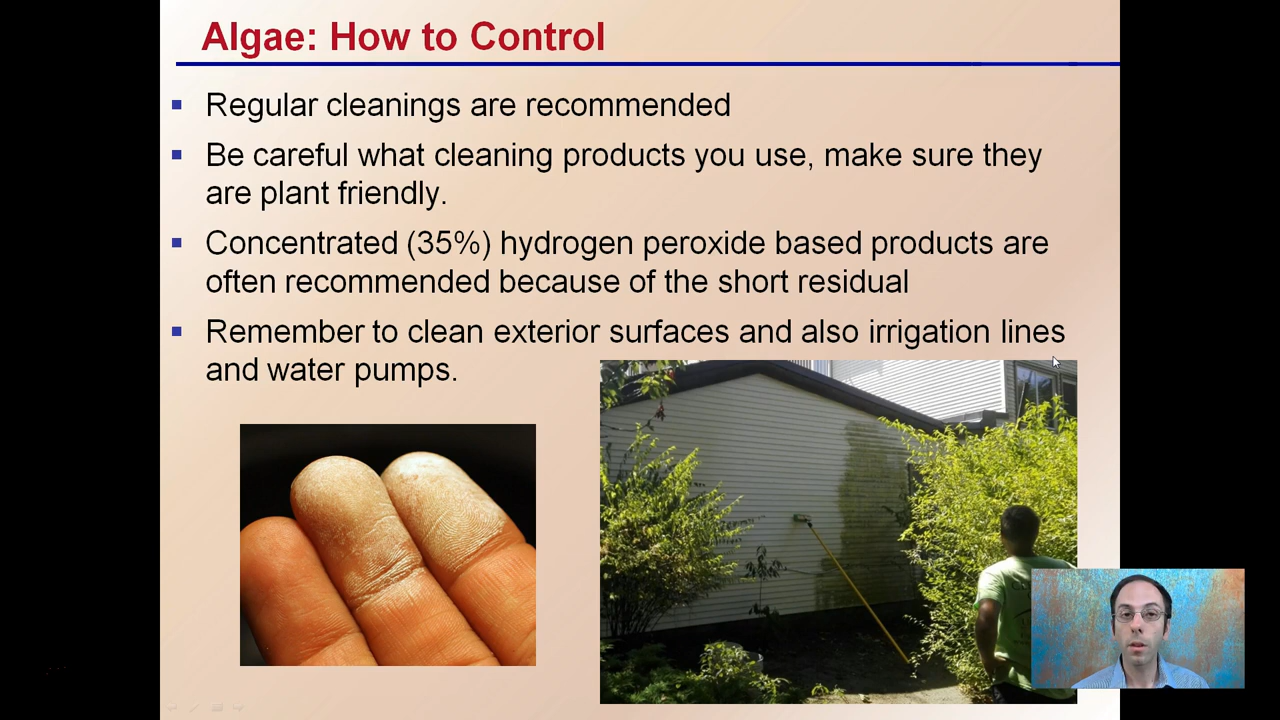 Algae: How to Control
Regular cleanings are recommended
Be careful what cleaning products you use, make sure they
are plant friendly.
Concentrated (35%) hydrogen peroxide based products are
often recommended because of the short residual
Remember to clean exterior surfaces and also irrigation lines
and water pumps.